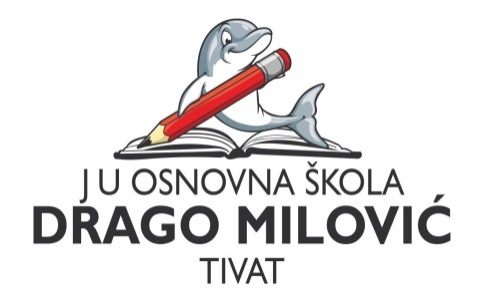 J U OSNOVNA ŠKOLA
DRAGO MILOVIĆ
TIVAT